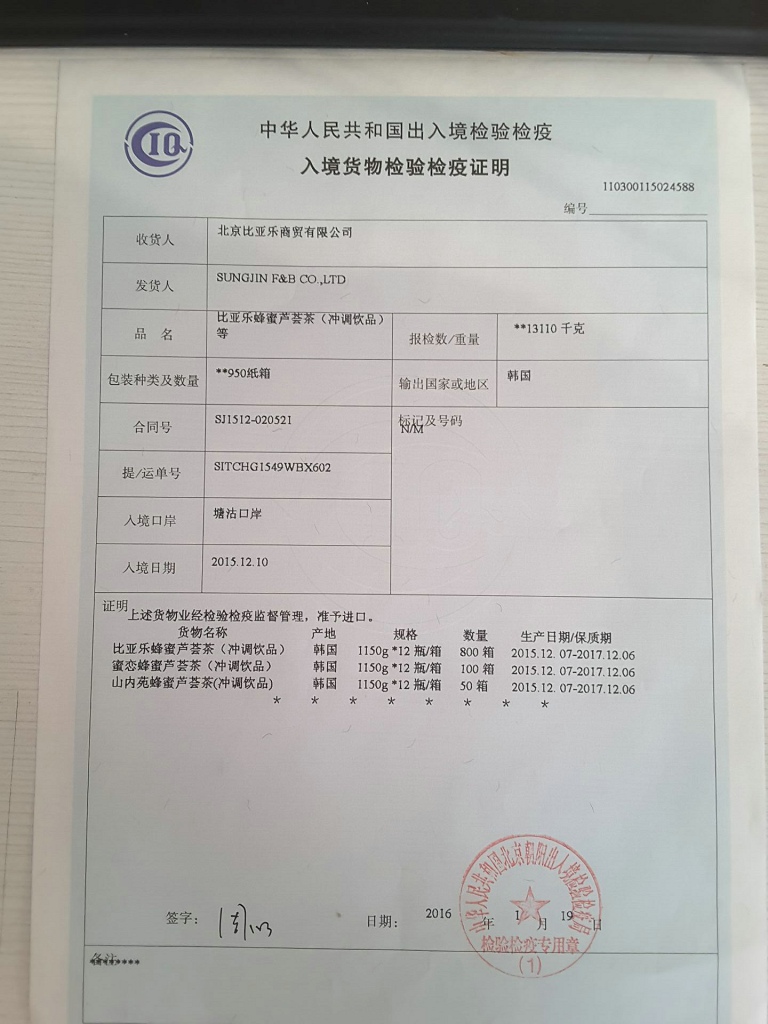 CIQ
中华人民共和国出入境检验检疫
入境货物检验检疫证明
110300115024588
编号
收货人 北京比亚乐商贸有限公司
发货人 SUNGJIN F&B CO.,LTD
品 名 比亚乐蜂蜜芦荟茶（冲调饮品）等 报检数/重量 **13110 千克
包装种类及数量 **950纸箱 输出国家或地区 韩国
合同号 SJ1512-020521 标记及号码
N/M
提/运单号 SITCHG1549WBX602
入境口岸 塘沽口岸
入境日期 2015.12.10
证明
上述货物业经检验检疫监督管理，准予进口。
货物名称 产地 规格 数量 生产日期/保质期
比亚乐蜂蜜芦荟茶（冲调饮品） 韩国 1150g *12 瓶/箱 800 箱 2015.12. 07-2017.12.06
蜜恋蜂蜜芦荟茶（冲调饮品） 韩国 1150g *12 瓶/箱 100 箱 2015.12. 07-2017.12.06
山内苑蜂蜜芦荟茶(冲调饮品) 韩国 1150g *12 瓶/箱 50 箱 2015.12. 07-2017.12.06
* * * * * * * *
签字： 日期： 2016 年 1 月 19 日
中华人民共和国北京朝阳出入境检验检疫局
检验检疫专用章
(1)
备注